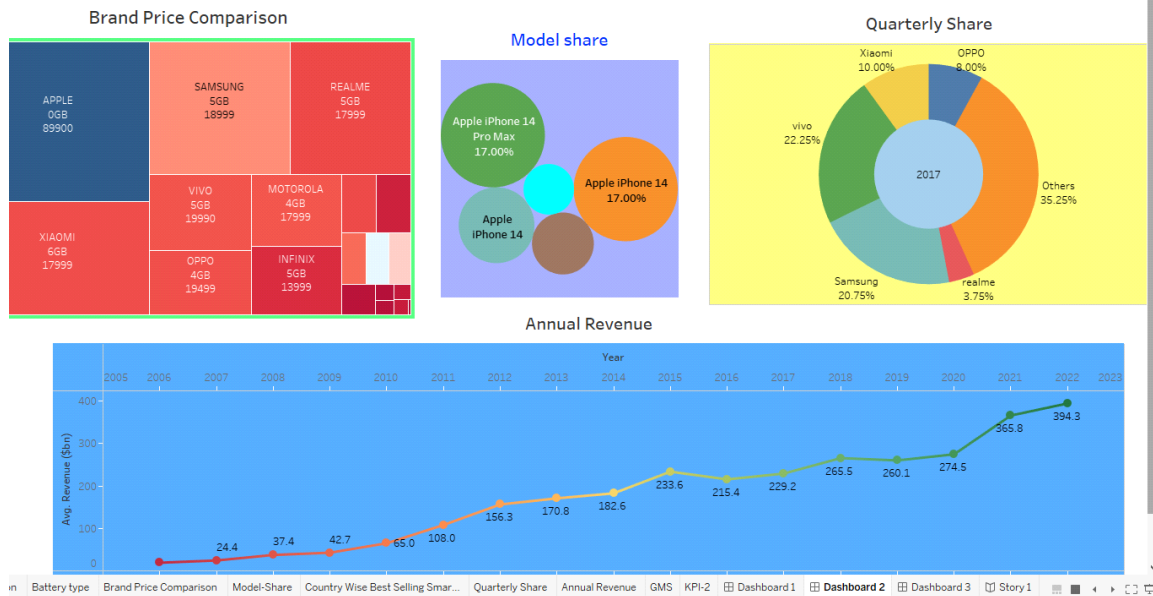 Brand Price Comparison
APPLE
0GB
89900
SAMSUNG
5GB
18999
REALME
5GB
17999
XIAOMI
6GB
17999
VIVO
5GB
19990
MOTOROLA
4GB
17999
OPPO
4GB
19499
INFINIX
5GB
13999
Model share
Apple iPhone 14
Pro Max
17.00%
Apple iPhone 14
17.00%
Apple
iPhone 14
Quarterly Share
Xiaomi
10.00%
OPPO
8.00%
vivo
22.25%
2017
Others
35.25%
Samsung
20.75%
realme
3.75%
Annual Revenue
Year
2005 2006 2007 2008 2009 2010 2011 2012 2013 2014 2015 2016 2017 2018 2019 2020 2021 2022 2023
Avg. Revenue ($bn)
400
300
200
100
0
24.4
37.4
42.7
65.0
108.0
156.3
170.8
182.6
233.6
215.4
229.2
265.5
260.1
274.5
365.8
394.3
Battery type Brand Price Comparison Model-Share Country Wise Best Selling Smar... Quarterly Share Annual Revenue GMS KPI-2 Dashboard 1 Dashboard 2 Dashboard 3 Story 1